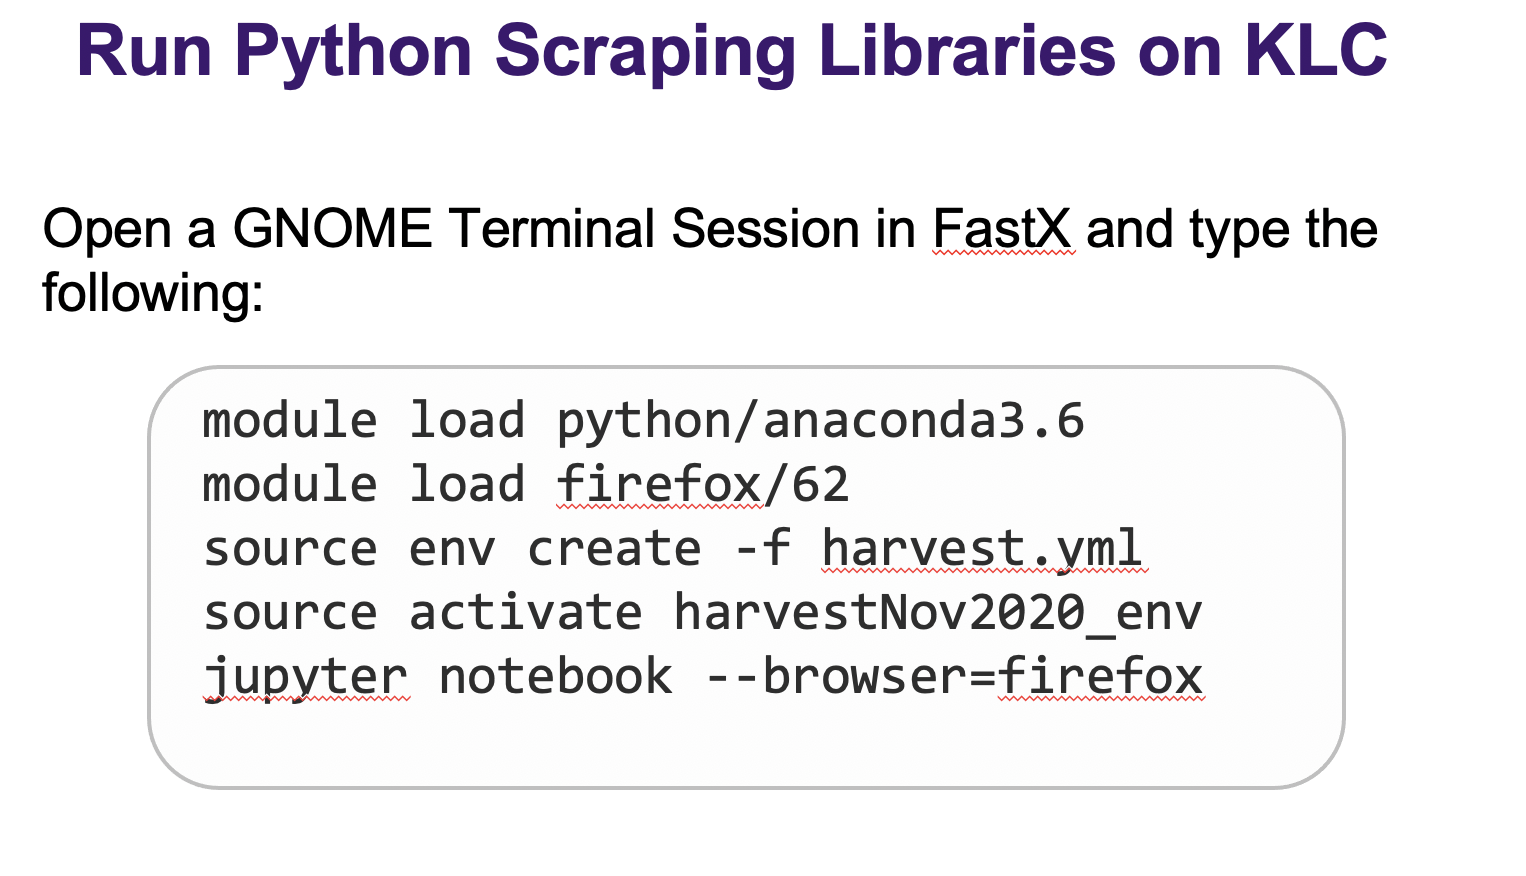 Run Python Scraping Libraries on KLC
Open a GNOME Terminal Session in FastX and type the
following:
module load python/anaconda3.6
module load firefox/62
source env create -f harvest.yml
source activate harvestNov2020_env
jupyter notebook --browser=firefox